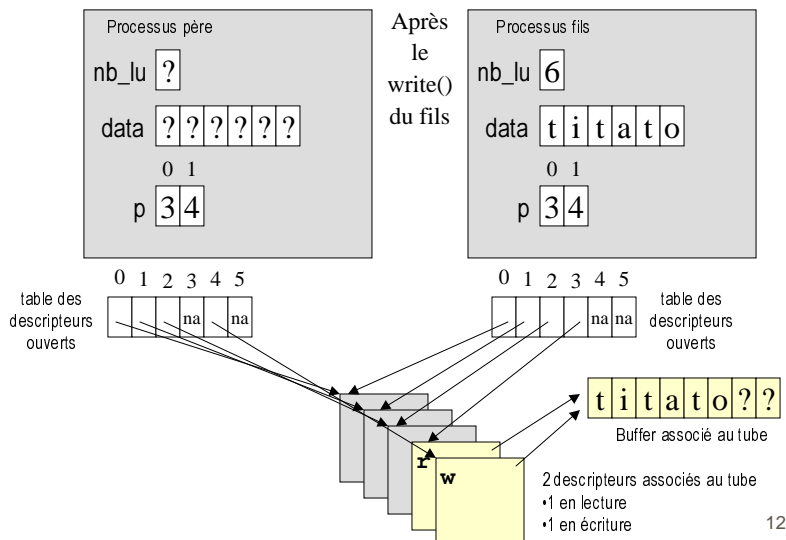 Processus père
nb_lu ?
data ? ? ? ? ? ?
0 1
p 3 4
Après
le
write()
du fils
Processus fils
nb_lu 6
data t i t a t o
0 1
p 3 4
0 1 2 3 4 5
table des
descripteurs
ouverts
na na
0 1 2 3 4 5
na na
table des
descripteurs
ouverts
t i t a t o ? ?
Buffer associé au tube
r
w
2 descripteurs associés au tube
•1 en lecture
•1 en écriture
12